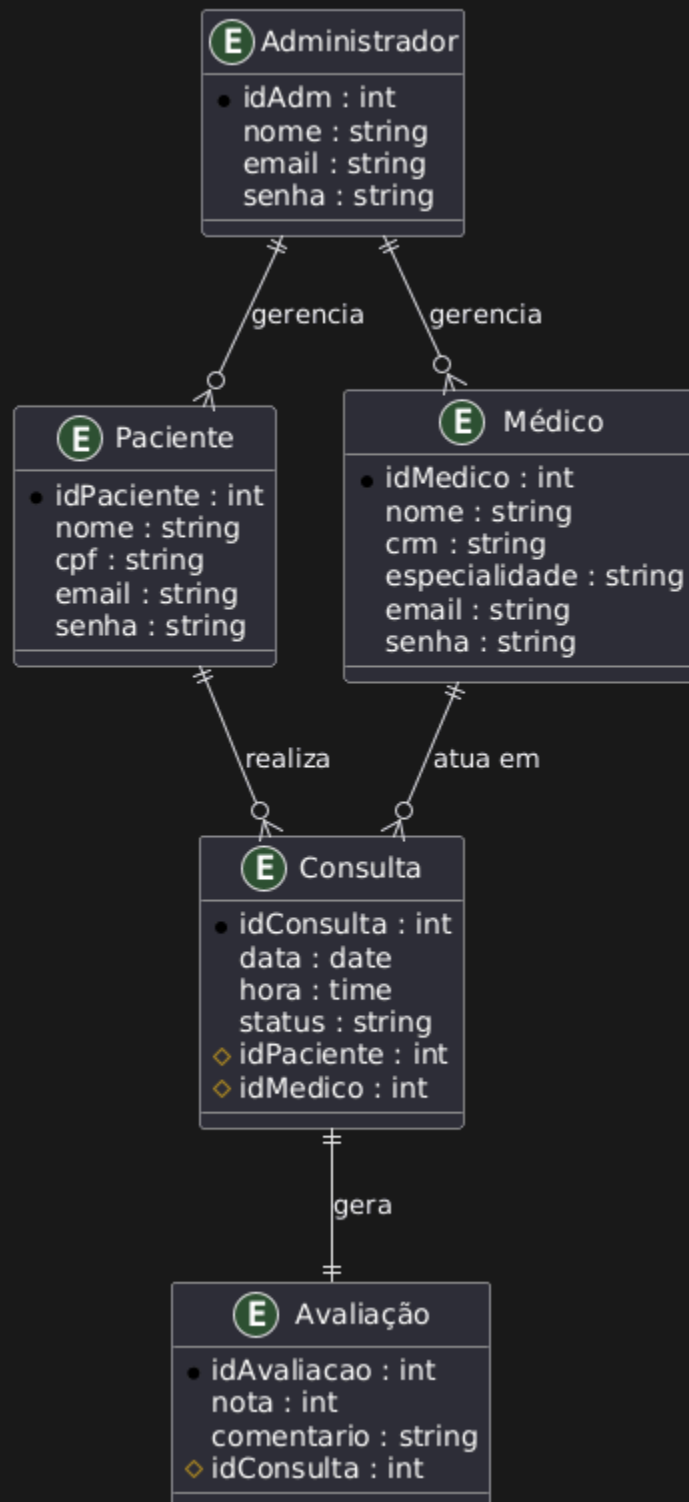 E Administrador
idAdm : int
nome : string
email : string
senha : string
gerencia
gerencia
E Paciente
idPaciente : int
nome : string
cpf : string
email : string
senha : string
E Médico
idMedico : int
nome : string
crm : string
especialidade : string
email : string
senha : string
realiza
atua em
E Consulta
idConsulta : int
data : date
hora : time
status : string
idPaciente : int
idMedico : int
gera
E Avaliação
idAvaliacao : int
nota : int
comentario : string
idConsulta : int